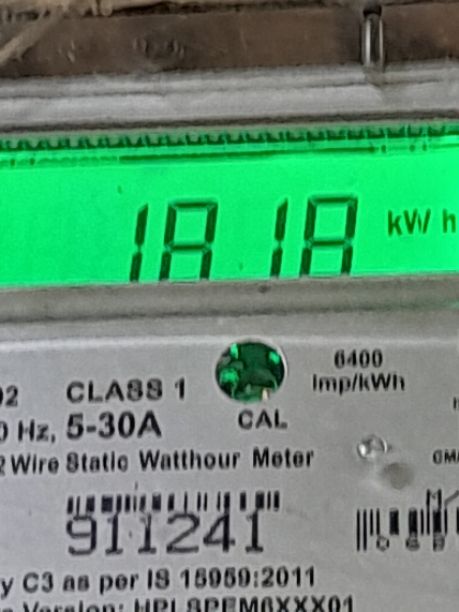 1818 kWh
6400
Imp/kWh
CLASS 1
Hz, 5-30A
CAL
Wire Static Watthour Meter
911241
C3 as per IS 15959:2011